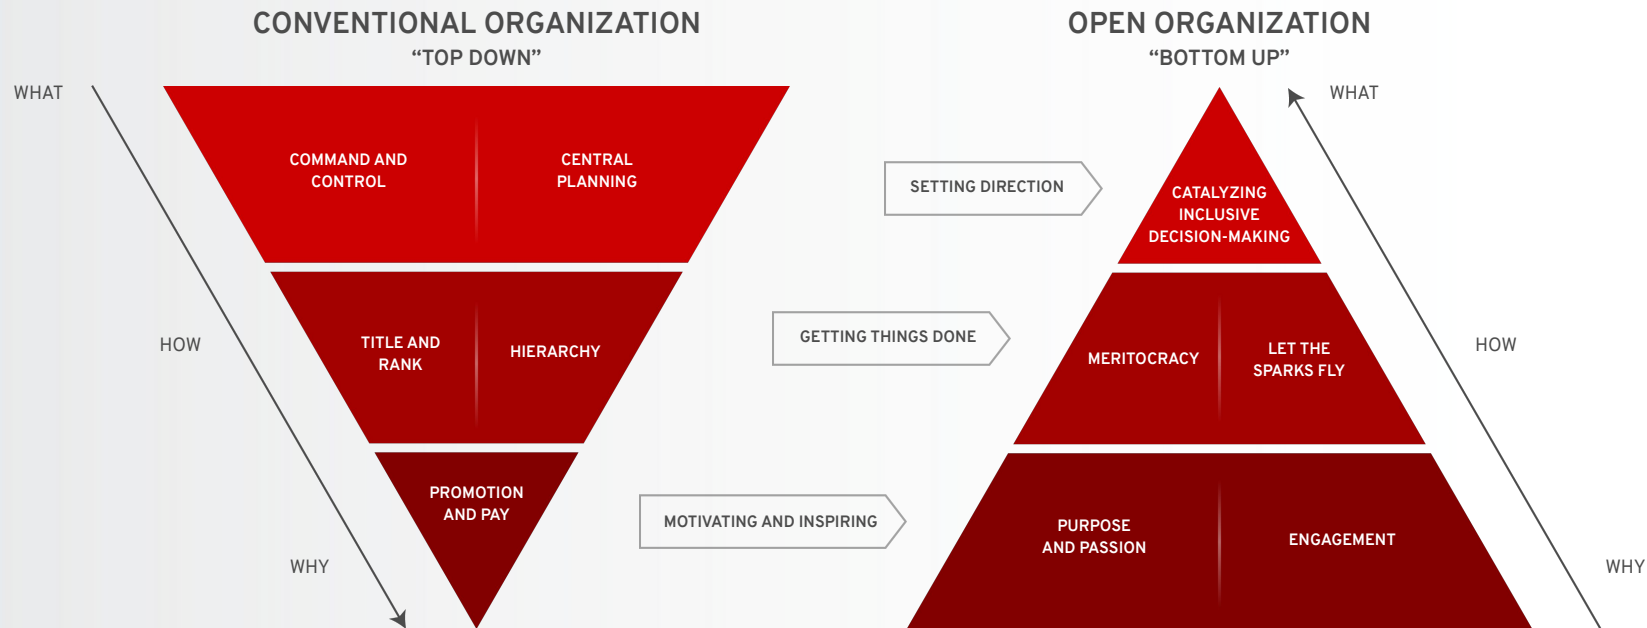 CONVENTIONAL ORGANIZATION
“TOP DOWN”
WHAT
COMMAND AND
CONTROL
CENTRAL
PLANNING
HOW
TITLE AND
RANK
HIERARCHY
WHY
PROMOTION
AND PAY
SETTING DIRECTION
GETTING THINGS DONE
MOTIVATING AND INSPIRING
OPEN ORGANIZATION
“BOTTOM UP”
WHAT
CATALYZING
INCLUSIVE
DECISION-MAKING
HOW
MERITOCRACY
LET THE
SPARKS FLY
WHY
PURPOSE
AND PASSION
ENGAGEMENT